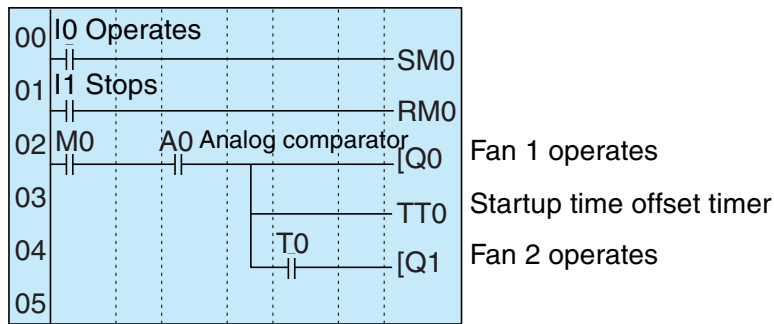 00 I0 Operates
SM0
01 I1 Stops
RM0
02 M0 A0 Analog comparator [Q0 Fan 1 operates
03 TT0 Startup time offset timer
04 T0 [Q1 Fan 2 operates
05